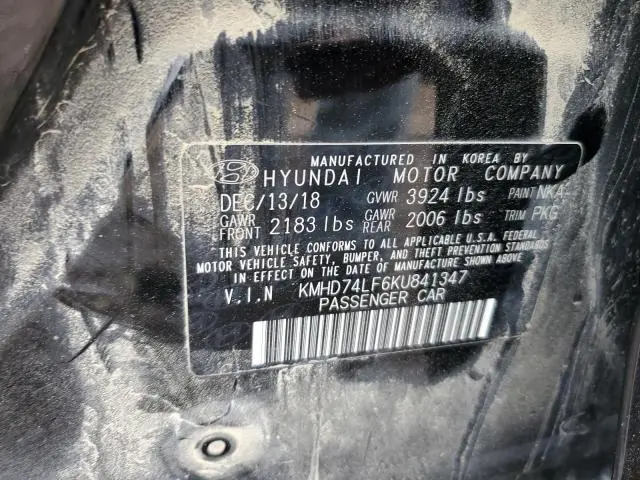 MANUFACTURED IN KOREA BY
HYUNDAI MOTOR COMPANY
DEC/13/18 GVWR 3924 lbs PAINT NKA
GAWR FRONT 2183 lbs GAWR REAR 2006 lbs TRIM PKG
THIS VEHICLE CONFORMS TO ALL APPLICABLE U.S.A. FEDERAL
MOTOR VEHICLE SAFETY, BUMPER, AND THEFT PREVENTION STANDARDS
IN EFFECT ON THE DATE OF MANUFACTURE SHOWN ABOVE
V.I.N KMHD74LF6KU841347
PASSENGER CAR